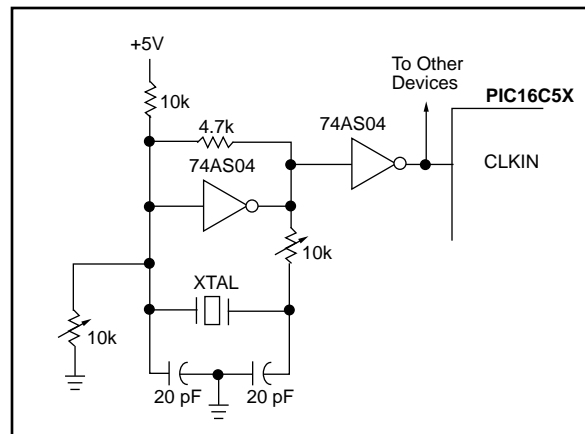 +5V
To Other
Devices
PIC16C5X
10k
4.7k
74AS04
74AS04
CLKIN
10k
XTAL
10k
20 pF
20 pF